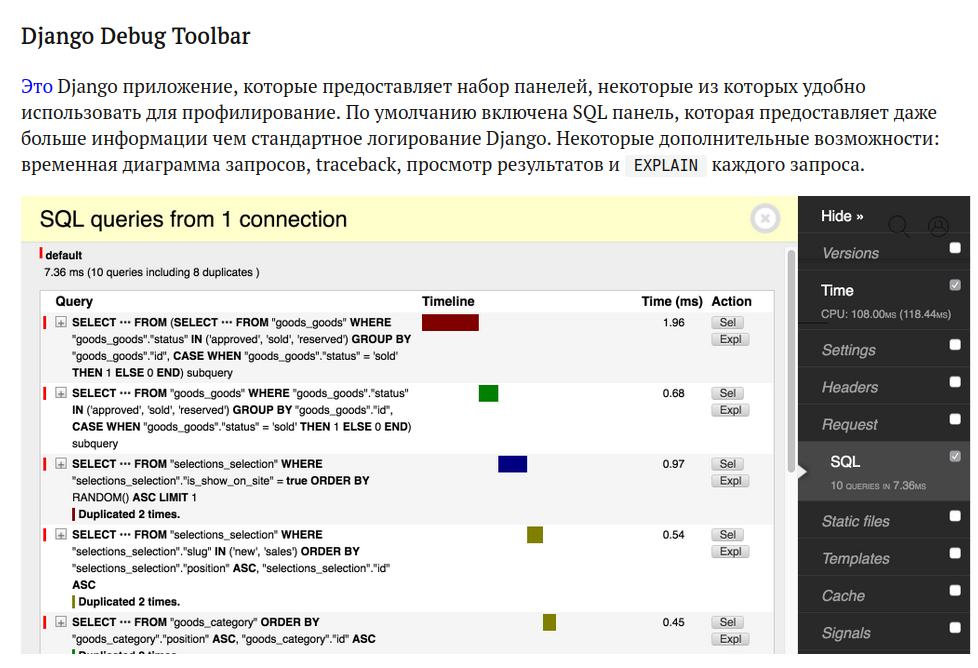 Django Debug Toolbar
Это Django приложение, которые предоставляет набор панелей, некоторые из которых удобно
использовать для профилирование. По умолчанию включена SQL панель, которая предоставляет даже
больше информации чем стандартное логирование Django. Некоторые дополнительные возможности:
временная диаграмма запросов, traceback, просмотр результатов и EXPLAIN каждого запроса.
SQL queries from 1 connection
default
7.36 ms (10 queries including 8 duplicates )
Query Timeline Time (ms) Action
SELECT ••• FROM (SELECT ••• FROM "goods_goods" WHERE 1.96 Sel
"goods_goods"."status" IN ('approved', 'sold', 'reserved') GROUP BY Expl
"goods_goods"."id", CASE WHEN "goods_goods"."status" = 'sold'
THEN 1 ELSE 0 END) subquery
SELECT ••• FROM "goods_goods" WHERE "goods_goods"."status" 0.68 Sel
IN ('approved', 'sold', 'reserved') GROUP BY "goods_goods"."id", Expl
CASE WHEN "goods_goods"."status" = 'sold' THEN 1 ELSE 0 END)
subquery
SELECT ••• FROM "selections_selection" WHERE 0.97 Sel
"selections_selection"."is_show_on_site" = true ORDER BY Expl
RANDOM() ASC LIMIT 1
Duplicated 2 times.
SELECT ••• FROM "selections_selection" WHERE 0.54 Sel
"selections_selection"."slug" IN ('new', 'sales') ORDER BY Expl
"selections_selection"."position" ASC, "selections_selection"."id"
ASC
Duplicated 2 times.
SELECT ••• FROM "goods_category" ORDER BY 0.45 Sel
"goods_category"."position" ASC, "goods_category"."id" ASC Expl
Hide »
Versions
Time
CPU: 108.00MS (118.44MS)
Settings
Headers
Request
SQL
10 QUERIES IN 7.36MS
Static files
Templates
Cache
Signals